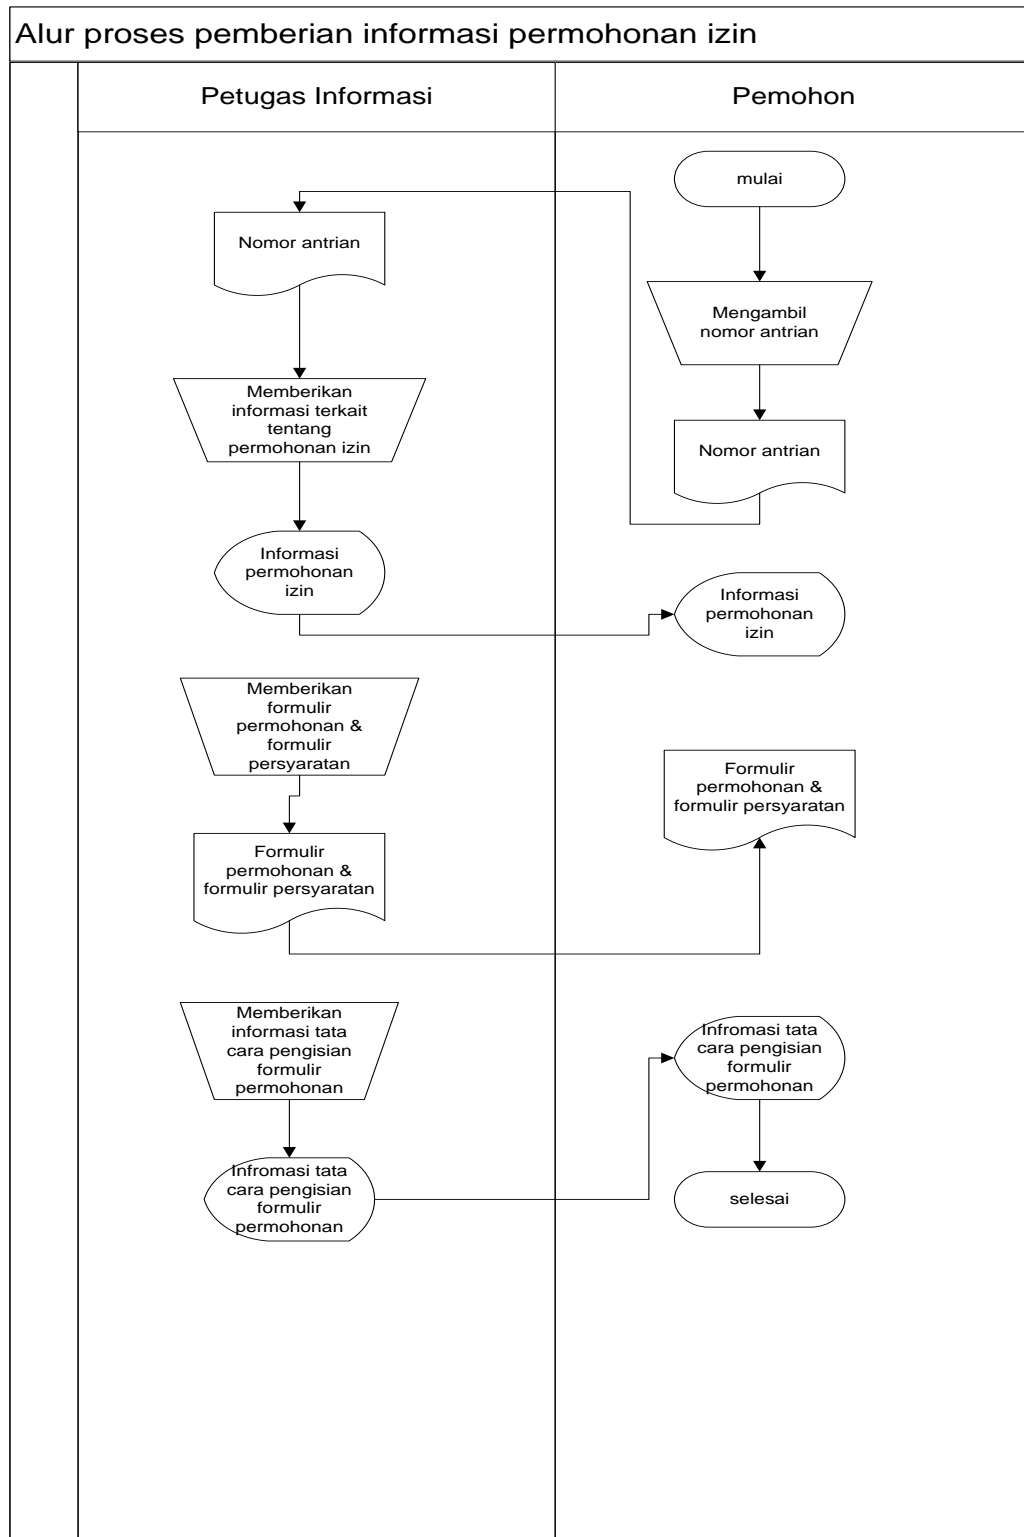 Alur proses pemberian informasi permohonan izin
Petugas Informasi
Pemohon
mulai
Mengambil
nomor antrian
Nomor antrian
Nomor antrian
Memberikan
informasi terkait
tentang
permohonan izin
Informasi
permohonan
izin
Informasi
permohonan
izin
Memberikan
formulir
permohonan &
formulir
persyaratan
Formulir
permohonan &
formulir persyaratan
Formulir
permohonan &
formulir persyaratan
Memberikan
informasi tata
cara pengisian
formulir
permohonan
Infromasi tata
cara pengisian
formulir
permohonan
Infromasi tata
cara pengisian
formulir
permohonan
selesai